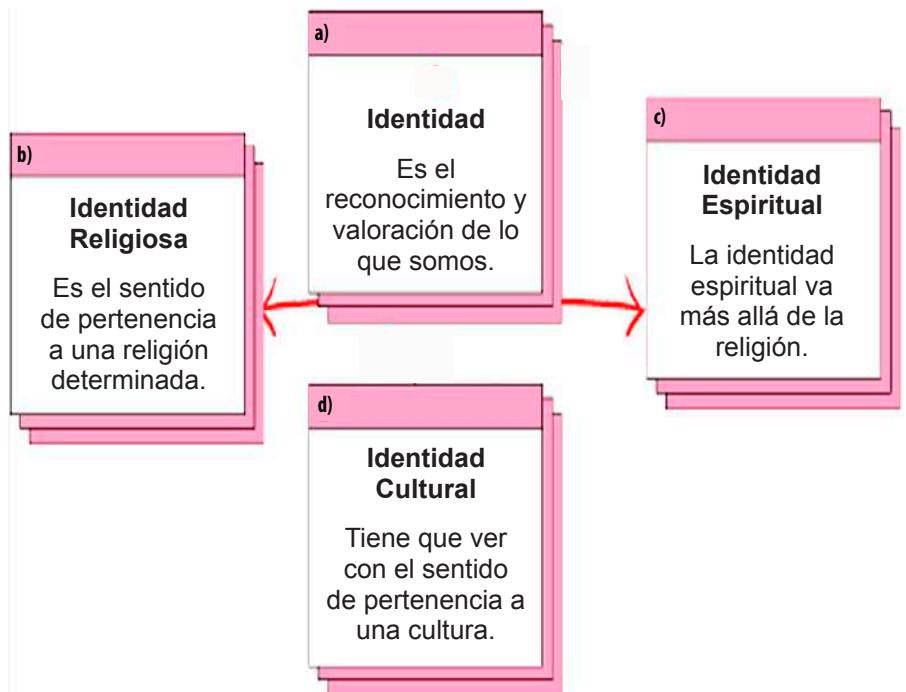 a)
Identidad
Es el
reconocimiento y
valoración de lo
que somos.
b)
Identidad
Religiosa
Es el sentido
de pertenencia
a una religión
determinada.
c)
Identidad
Espiritual
La identidad
espiritual va
más allá de la
religión.
d)
Identidad
Cultural
Tiene que ver
con el sentido
de pertenencia a
una cultura.